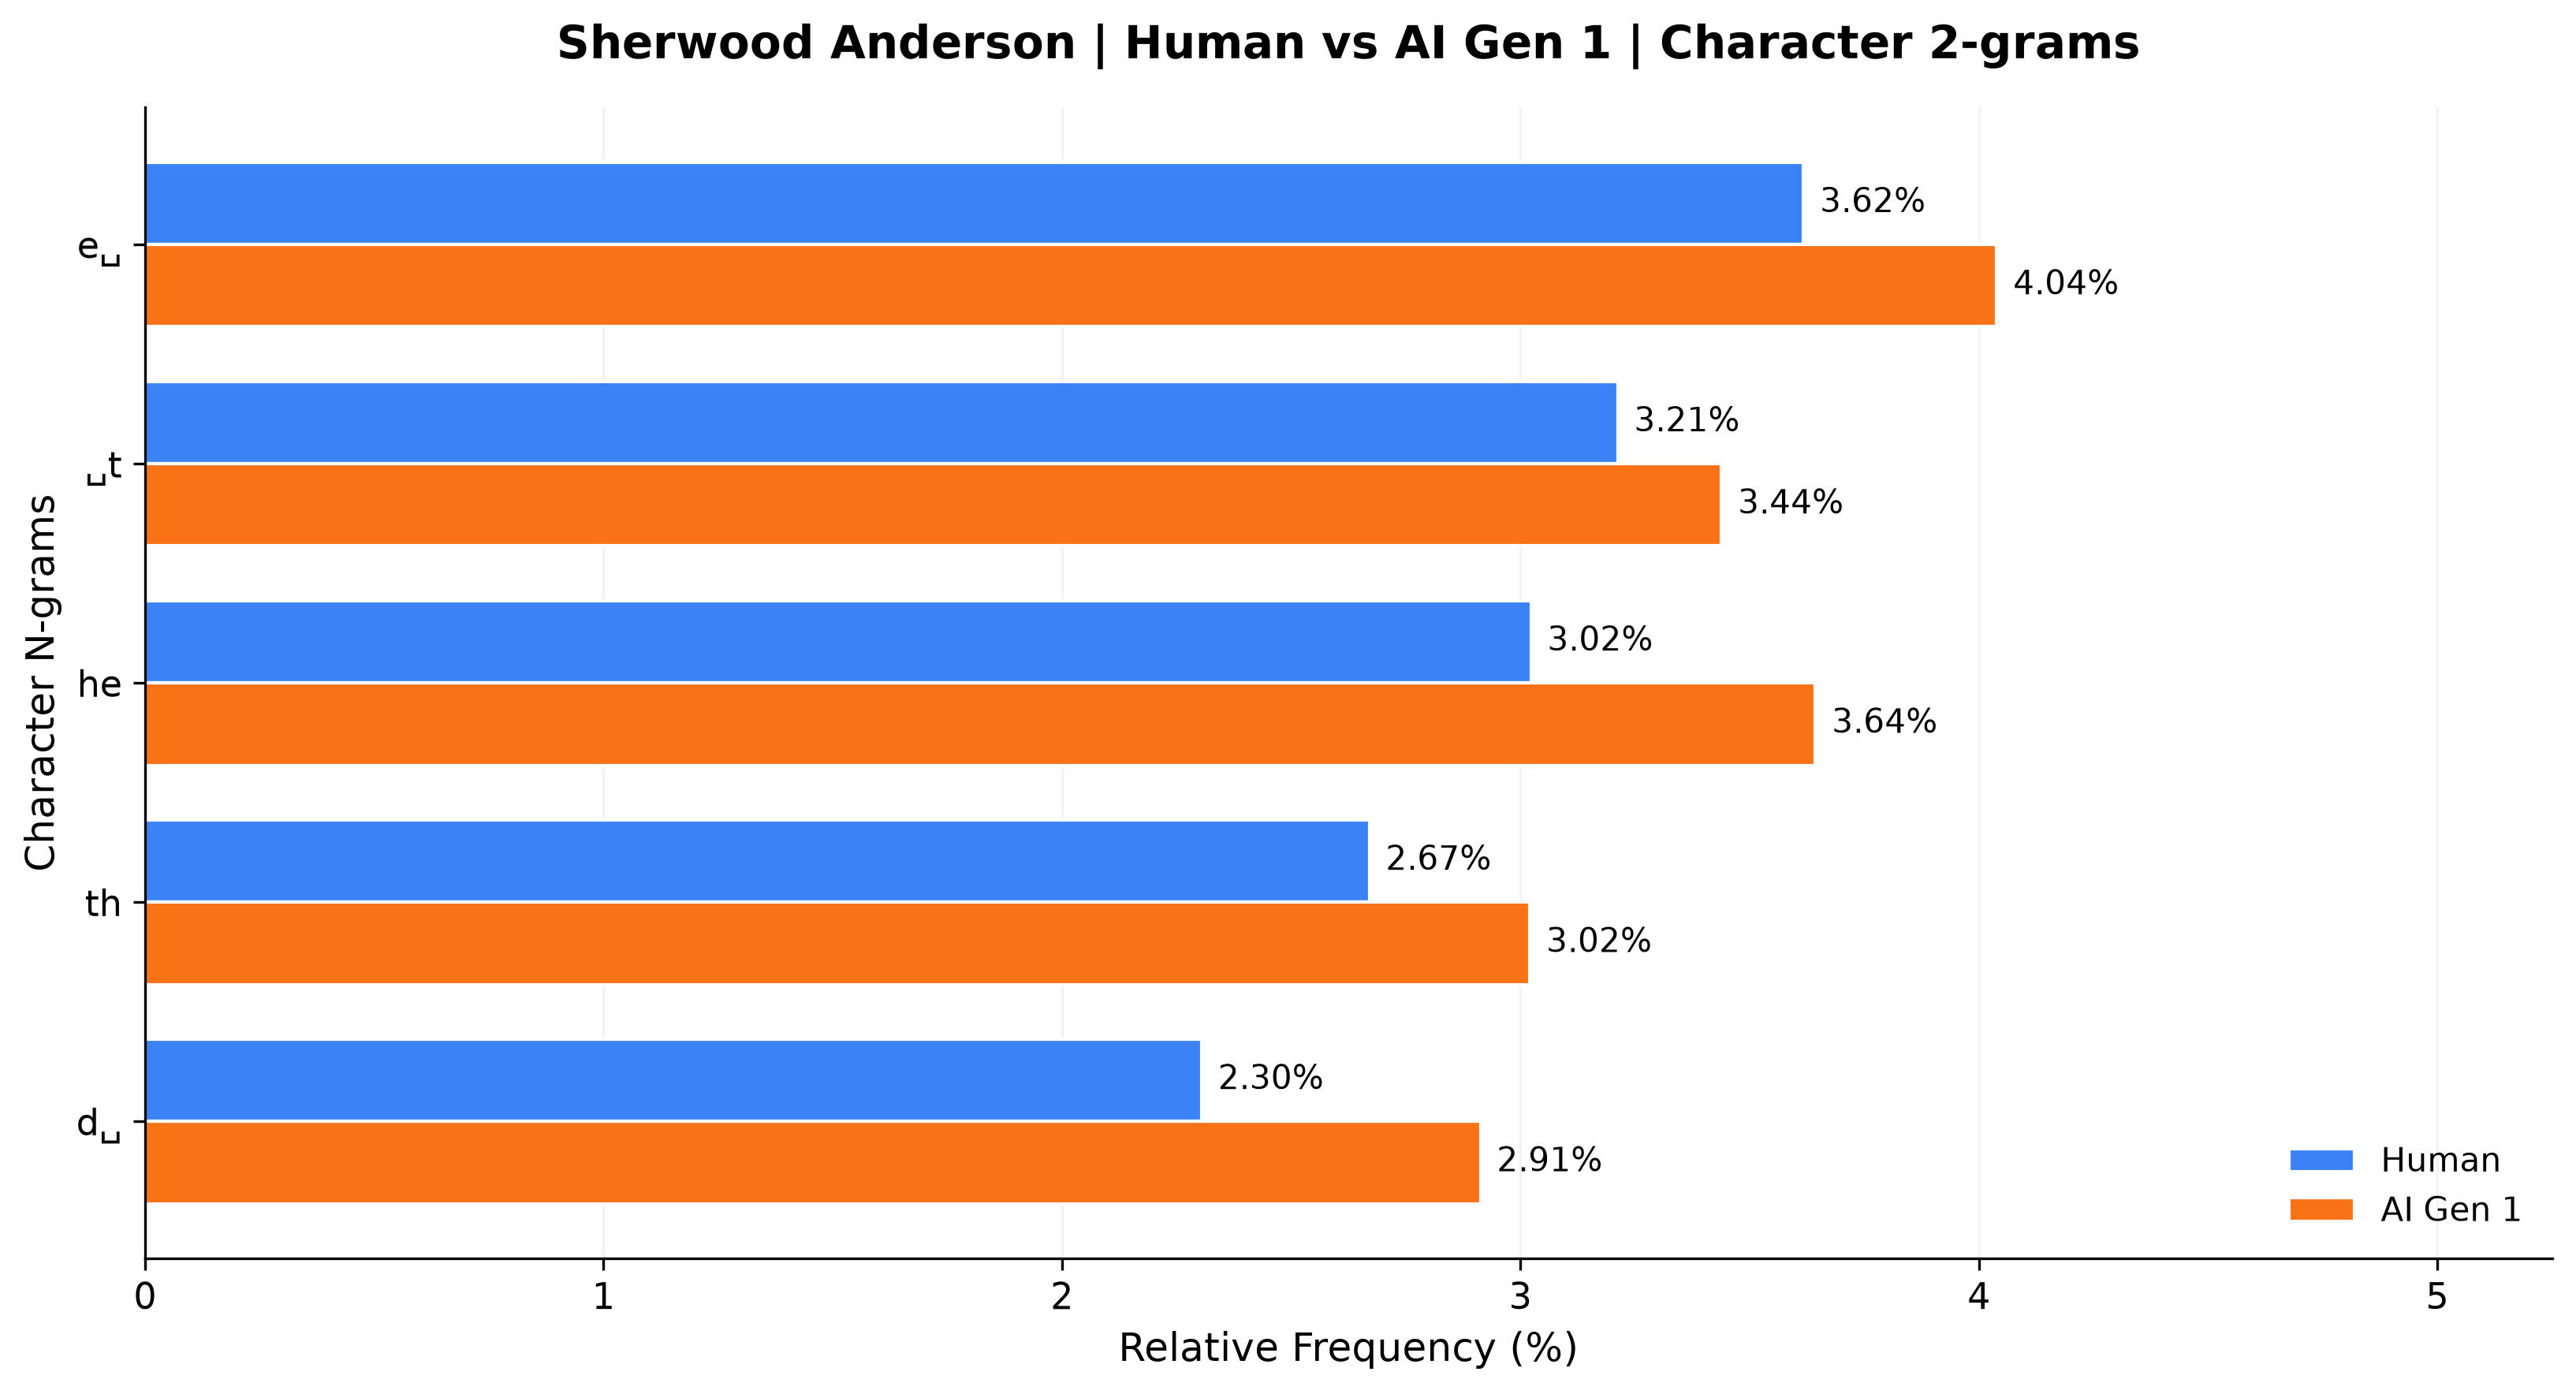 Sherwood Anderson | Human vs AI Gen 1 | Character 2-grams
Character N-grams
e␣
3.62%
4.04%
␣t
3.21%
3.44%
he
3.02%
3.64%
th
2.67%
3.02%
d␣
2.30%
2.91%
Human
AI Gen 1
0 1 2 3 4 5
Relative Frequency (%)